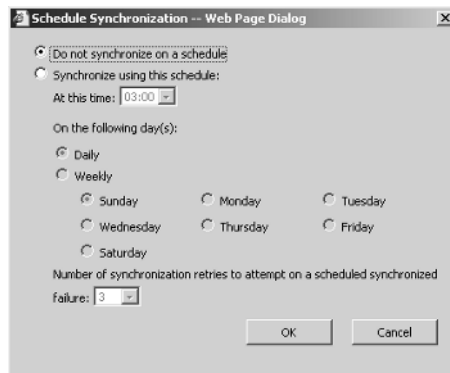 Schedule Synchronization -- Web Page Dialog
Do not synchronize on a schedule
Synchronize using this schedule:
At this time: 03:00
On the following day(s):
Daily
Weekly
Sunday Monday Tuesday
Wednesday Thursday Friday
Saturday
Number of synchronization retries to attempt on a scheduled synchronized
failure: 3
OK Cancel